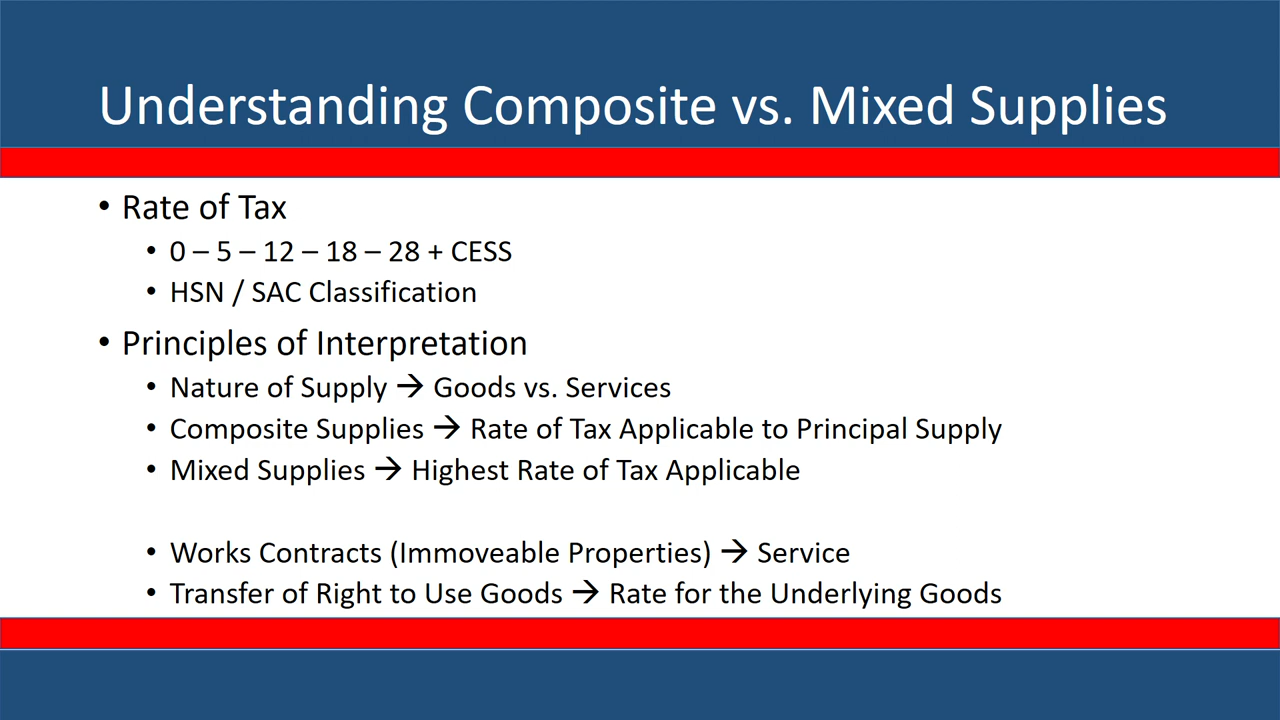 Understanding Composite vs. Mixed Supplies
• Rate of Tax
• 0 – 5 – 12 – 18 – 28 + CESS
• HSN / SAC Classification
• Principles of Interpretation
• Nature of Supply → Goods vs. Services
• Composite Supplies → Rate of Tax Applicable to Principal Supply
• Mixed Supplies → Highest Rate of Tax Applicable
• Works Contracts (Immoveable Properties) → Service
• Transfer of Right to Use Goods → Rate for the Underlying Goods